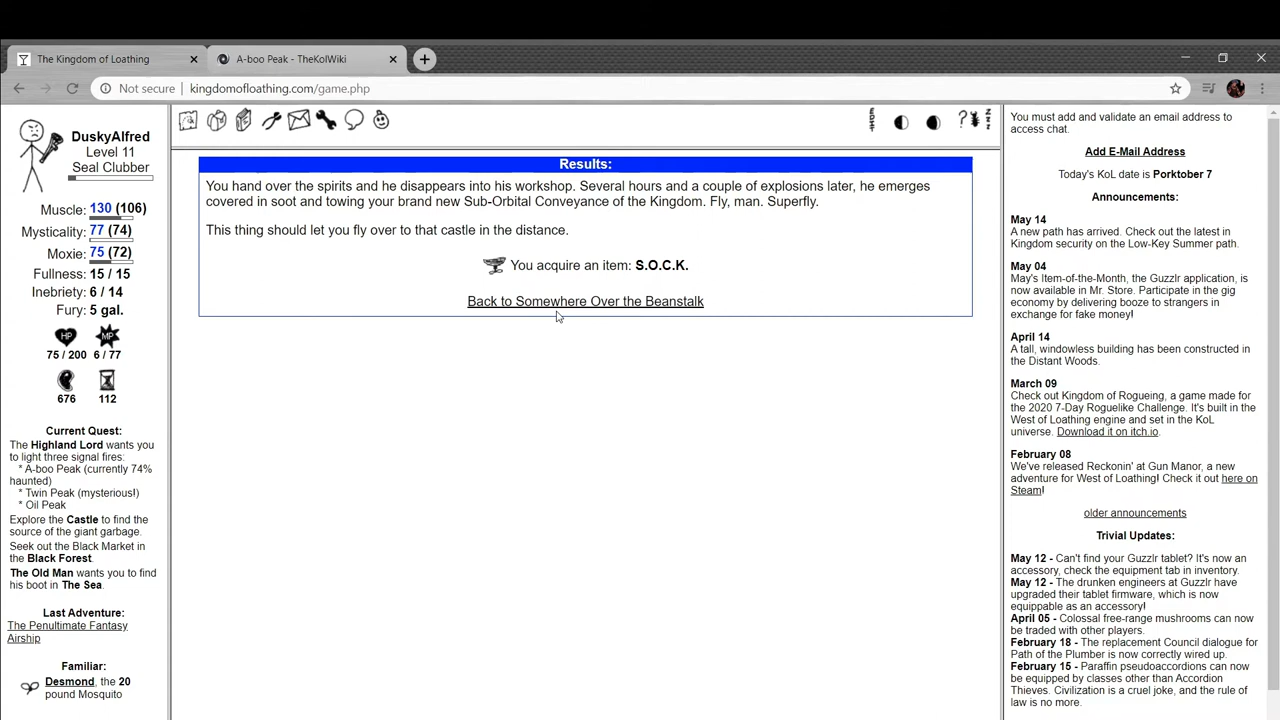 The Kingdom of Loathing
A-boo Peak - TheKolWiki
Not secure
kingdomofloathing.com/game.php
DuskyAlfred
Level 11
Seal Clubber
Muscle: 130 (106)
Mysticality: 77 (74)
Moxie: 75 (72)
Fullness: 15 / 15
Inebriety: 6 / 14
Fury: 5 gal.
HP
MP
75 / 200
6 / 77
676
112
Current Quest:
The Highland Lord wants you
to light three signal fires:
* A-boo Peak (currently 74%
haunted)
* Twin Peak (mysterious!)
* Oil Peak
Explore the Castle to find the
source of the giant garbage.
Seek out the Black Market in
the Black Forest.
The Old Man wants you to find
his boot in The Sea.
Last Adventure:
The Penultimate Fantasy
Airship
Familiar:
Desmond, the 20
pound Mosquito
EDIT
?
ZZZ
Results:
You hand over the spirits and he disappears into his workshop. Several hours and a couple of explosions later, he emerges
covered in soot and towing your brand new Sub-Orbital Conveyance of the Kingdom. Fly, man. Superfly.
This thing should let you fly over to that castle in the distance.
You acquire an item: S.O.C.K.
Back to Somewhere Over the Beanstalk
You must add and validate an email address to
access chat.
Add E-Mail Address
Today's KoL date is Porktober 7
Announcements:
May 14
A new path has arrived. Check out the latest in
Kingdom security on the Low-Key Summer path.
May 04
May's Item-of-the-Month, the Guzzlr application, is
now available in Mr. Store. Participate in the gig
economy by delivering booze to strangers in
exchange for fake money!
April 14
A tall, windowless building has been constructed in
the Distant Woods.
March 09
Check out Kingdom of Rogueing, a game made for
the 2020 7-Day Roguelike Challenge. It's built in the
West of Loathing engine and set in the KoL
universe. Download it on itch.io.
February 08
We've released Reckonin' at Gun Manor, a new
adventure for West of Loathing! Check it out here on
Steam!
older announcements
Trivial Updates:
May 12 - Can't find your Guzzlr tablet? It's now an
accessory, check the equipment tab in inventory.
May 12 - The drunken engineers at Guzzlr have
upgraded their tablet firmware, which is now
equippable as an accessory!
April 05 - Colossal free-range mushrooms can now
be traded with other players.
February 18 - The replacement Council dialogue for
Path of the Plumber is now correctly wired up.
February 15 - Paraffin pseudoaccordions can now
be equipped by classes other than Accordion
Thieves. Civilization is a cruel joke, and the rule of
law is no more.